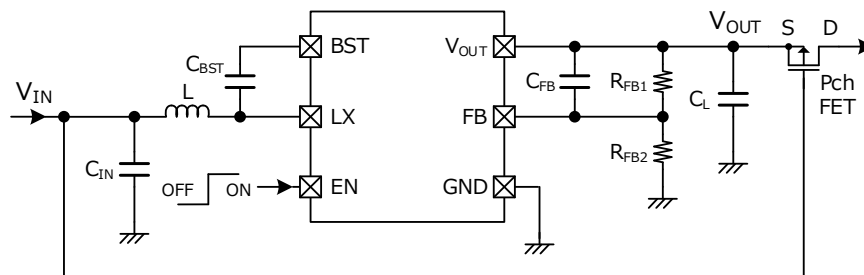 V_OUT S D
C_BST BST V_OUT
V_IN L C_FB R_FB1 Pch
LX FB C_L FET
C_IN R_FB2
OFF ON EN GND